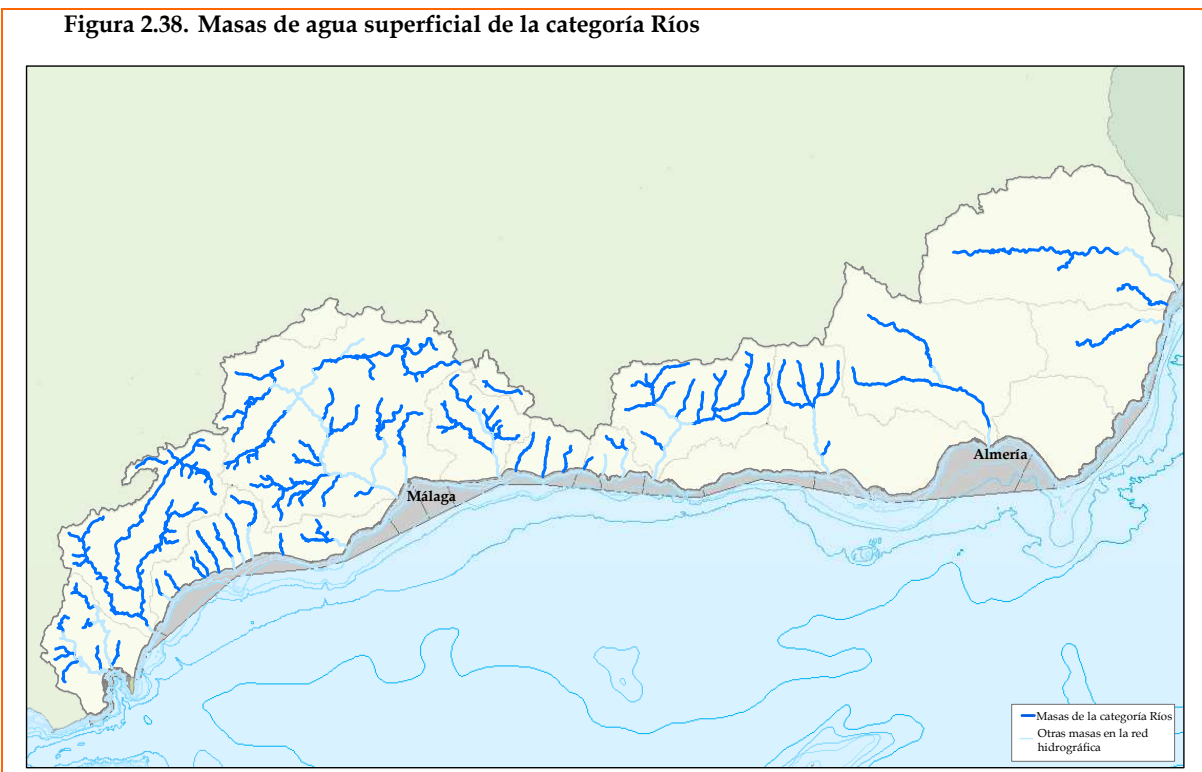 Figura 2.38. Masas de agua superficial de la categoría Ríos
Almería
Málaga
Masas de la categoría Ríos
Otras masas en la red
hidrográfica